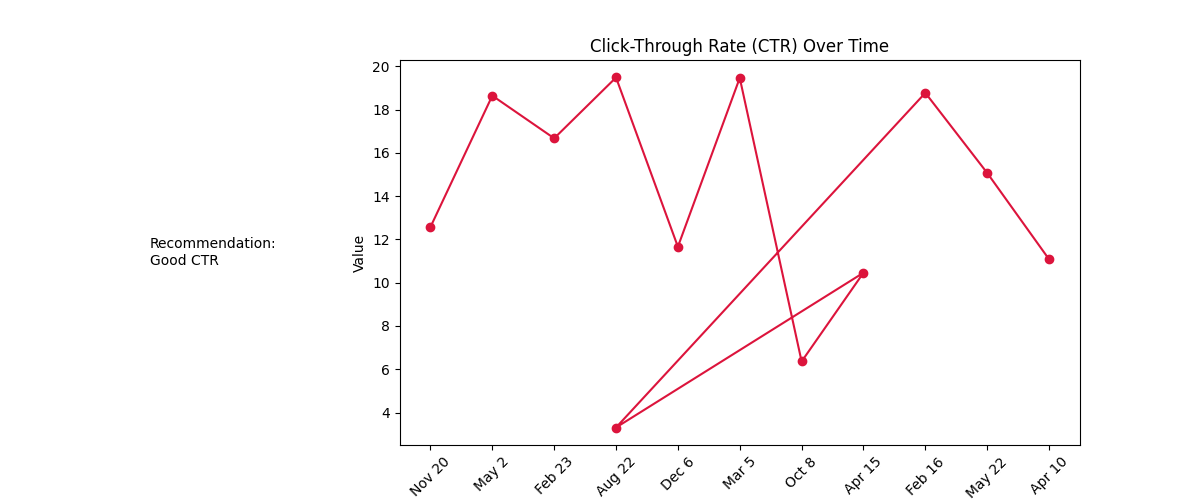 Click-Through Rate (CTR) Over Time
Recommendation:
Good CTR
Value
20
18
16
14
12
10
8
6
4
Nov 20
May 2
Feb 23
Aug 22
Dec 6
Mar 5
Oct 8
Apr 15
Feb 16
May 22
Apr 10